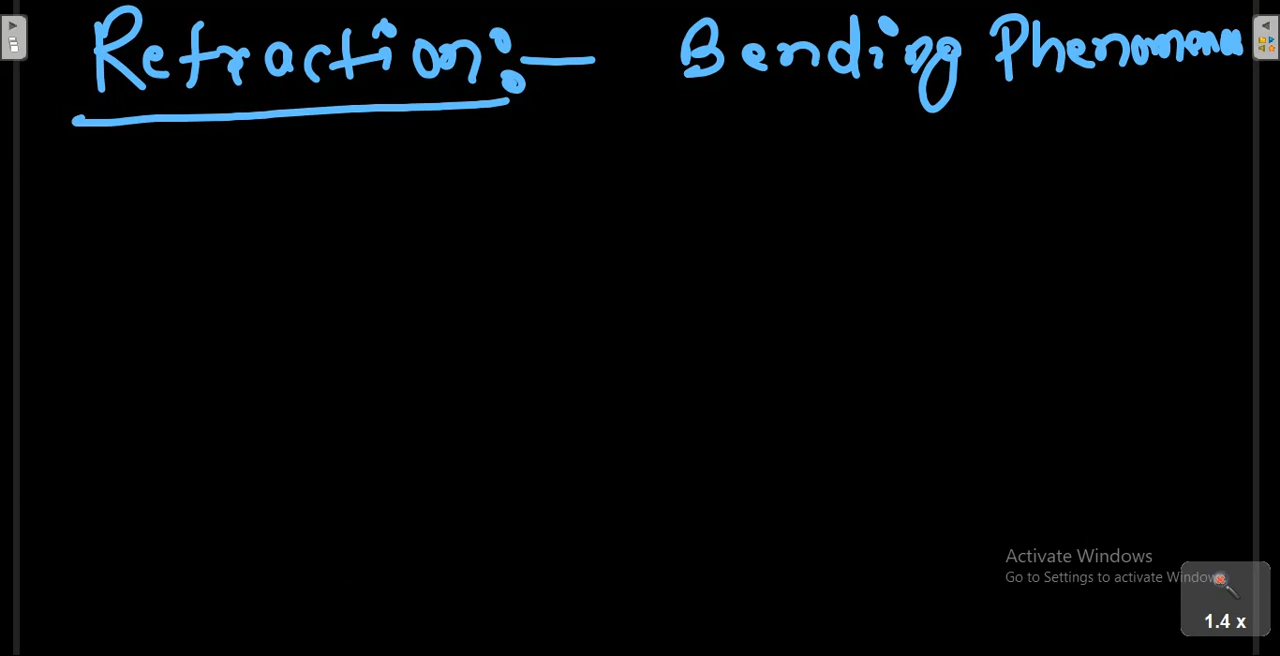 Refraction:— Bending Phenomena
Activate Windows
Go to Settings to activate Windows
1.4 x